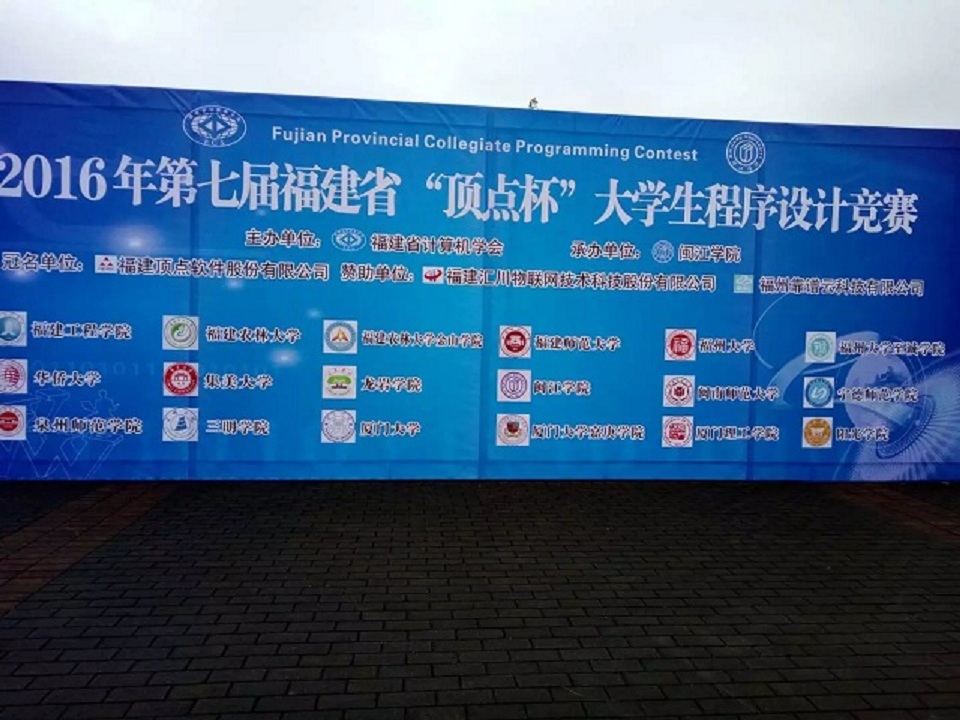 Fujian Provincial Collegiate Programming Contest
2016年第七届福建省“顶点杯”大学生程序设计竞赛
主办单位： 福建省计算机学会 承办单位： 闽江学院
冠名单位： 福建顶点软件股份有限公司 赞助单位： 福建汇川物联网技术科技股份有限公司 福州靠谱云科技有限公司
福建工程学院 福建农林大学 福建农林大学金山学院 福建师范大学 福州大学 福州大学至诚学院
华侨大学 集美大学 龙岩学院 闽江学院 闽南师范大学 宁德师范学院
泉州师范学院 三明学院 厦门大学 厦门大学嘉庚学院 厦门理工学院 阳光学院